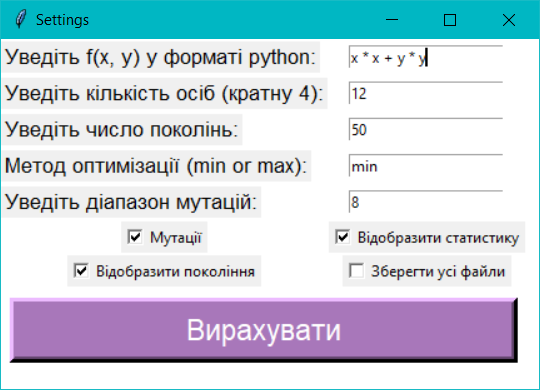 Settings
Уведіть f(x, y) у форматі python: x * x + y * y
Уведіть кількість осіб (кратну 4): 12
Уведіть число поколінь: 50
Метод оптимізації (min or max): min
Уведіть діапазон мутацій: 8
Мутації Відобразити статистику
Відобразити покоління Зберегти усі файли
Вирахувати